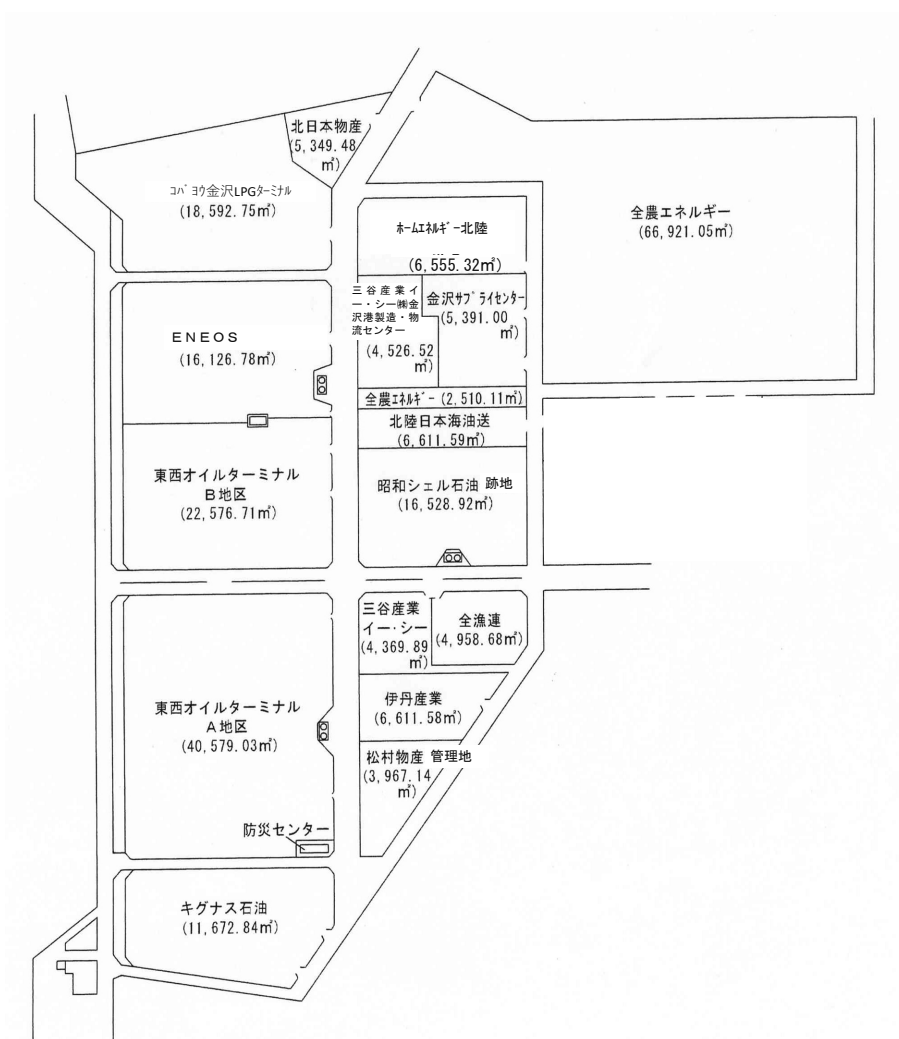 北日本物産
(5,349.48
㎡)
コバヨウ金沢LPGターミナル
(18,592.75㎡)
全農エネルギー
(66,921.05㎡)
ホームエネルギー北陸
(6,555.32㎡)
三谷産業イ
ー・シー㈱金
沢港製造・物
流センター
(4,526.52
㎡)
金沢サプライセンター
(5,391.00
㎡)
ENEOS
(16,126.78㎡)
全農エネルギー (2,510.11㎡)
北陸日本海油送
(6,611.59㎡)
東西オイルターミナル
B地区
(22,576.71㎡)
昭和シェル石油 跡地
(16,528.92㎡)
三谷産業
イー・シー
(4,369.89
㎡)
全漁連
(4,958.68㎡)
東西オイルターミナル
A地区
(40,579.03㎡)
伊丹産業
(6,611.58㎡)
松村物産 管理地
(3,967.14
㎡)
防災センター
キグナス石油
(11,672.84㎡)